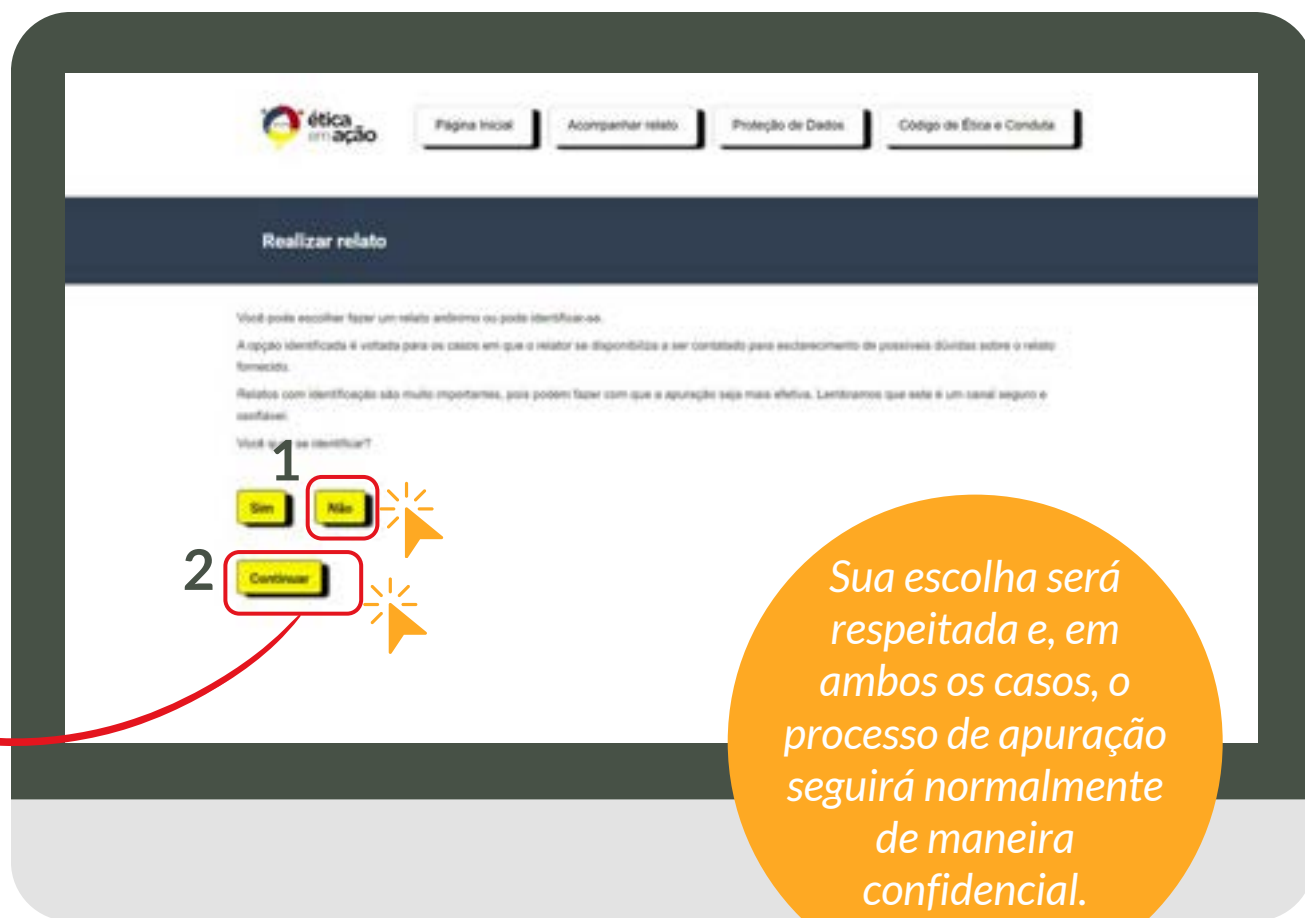 ética
em ação
Página Inicial
Acompanhar relato
Proteção de Dados
Código de Ética e Conduta
Realizar relato
Você pode escolher fazer um relato anônimo ou pode identificar-se.
A opção identificada é voltada para os casos em que o relator se disponibiliza a ser contatado para esclarecimento de possíveis dúvidas sobre o relato
fornecido.
Relatos com identificação são muito importantes, pois podem fazer com que a apuração seja mais efetiva. Lembramos que este é um canal seguro e
confiável.
Você se identificar?
1
Sim
Não
2
Continuar
Sua escolha será
respeitada e, em
ambos os casos, o
processo de apuração
seguirá normalmente
de maneira
confidencial.